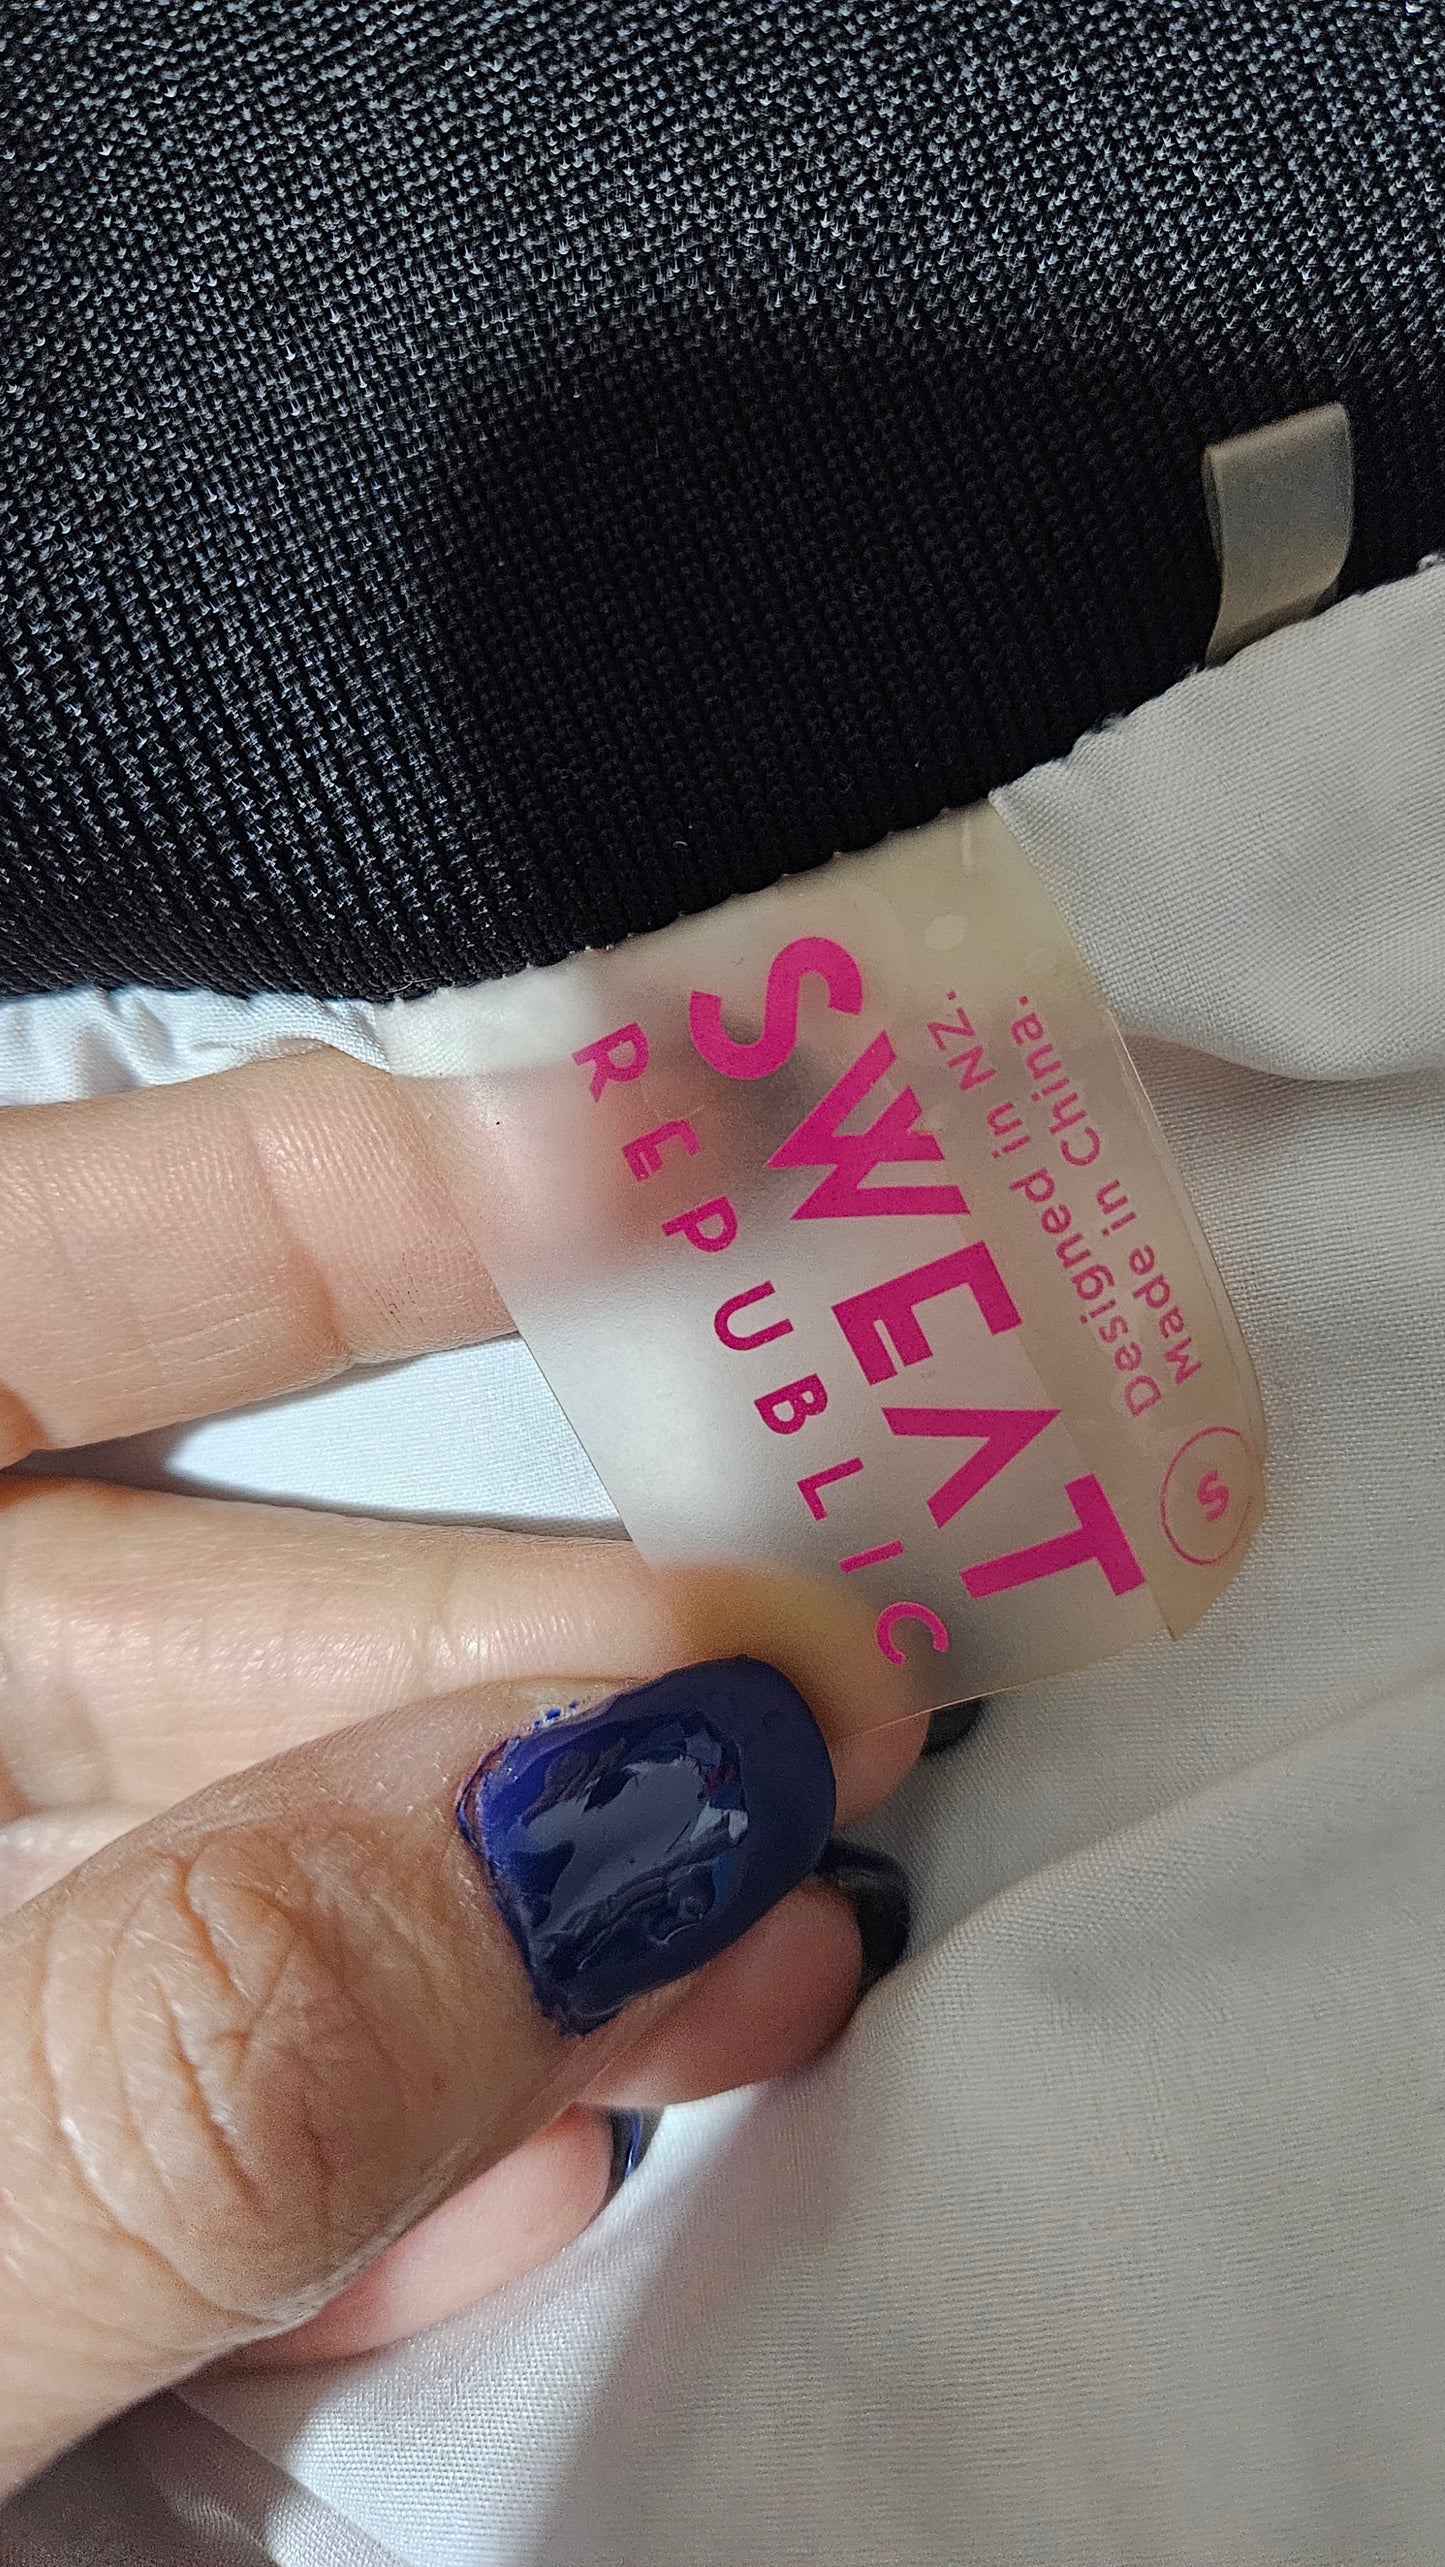 SWEAT
REPUBLIC
Designed in NZ.
Made in China.
S